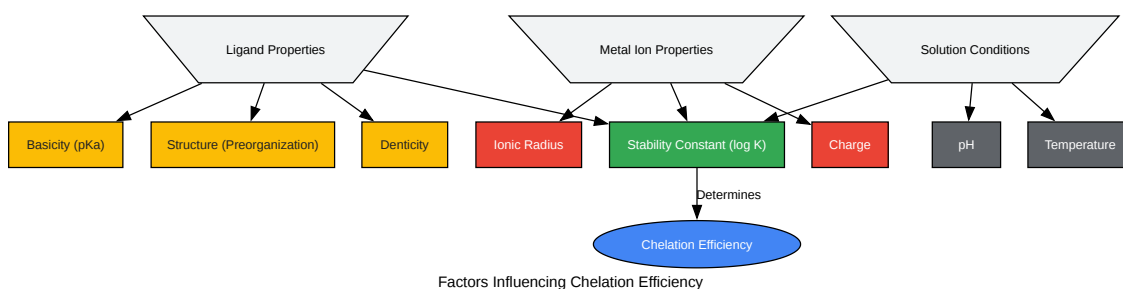 Ligand Properties
Metal Ion Properties
Solution Conditions
Basicity (pKa)
Structure (Preorganization)
Denticity
Ionic Radius
Stability Constant (log K)
Charge
pH
Temperature
Determines
Chelation Efficiency
Factors Influencing Chelation Efficiency